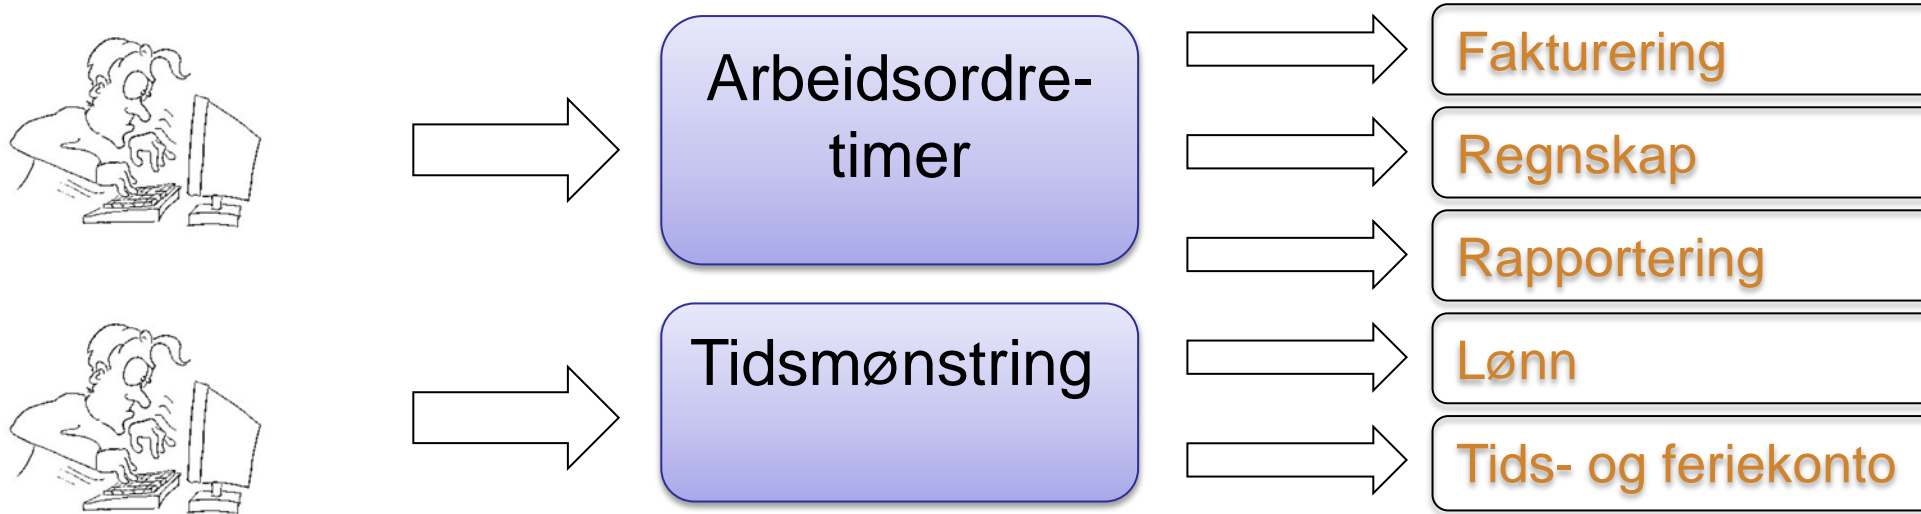 Arbeidsordre-
timer
Tidsmønstring
Fakturering
Regnskap
Rapportering
Lønn
Tids- og feriekonto